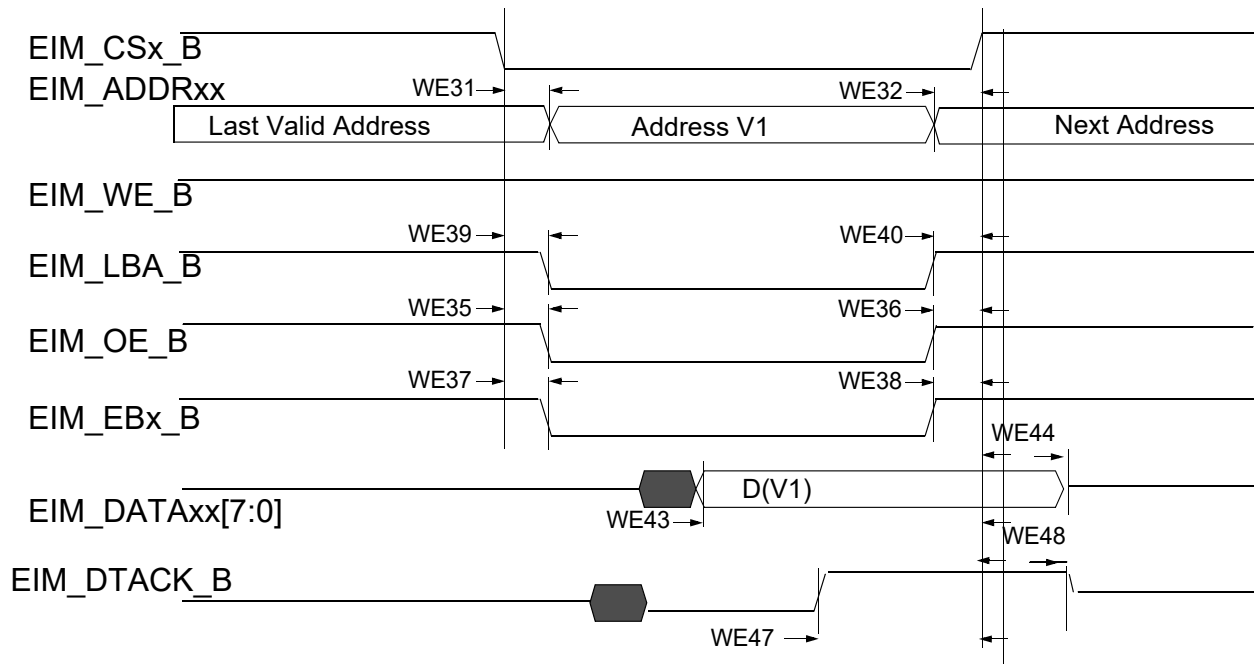 EIM_CSx_B
EIM_ADDRxx
WE31
WE32
Last Valid Address
Address V1
Next Address
EIM_WE_B
WE39
WE40
EIM_LBA_B
WE35
WE36
EIM_OE_B
WE37
WE38
EIM_EBx_B
WE44
D(V1)
EIM_DATAxx[7:0]
WE43
WE48
EIM_DTACK_B
WE47